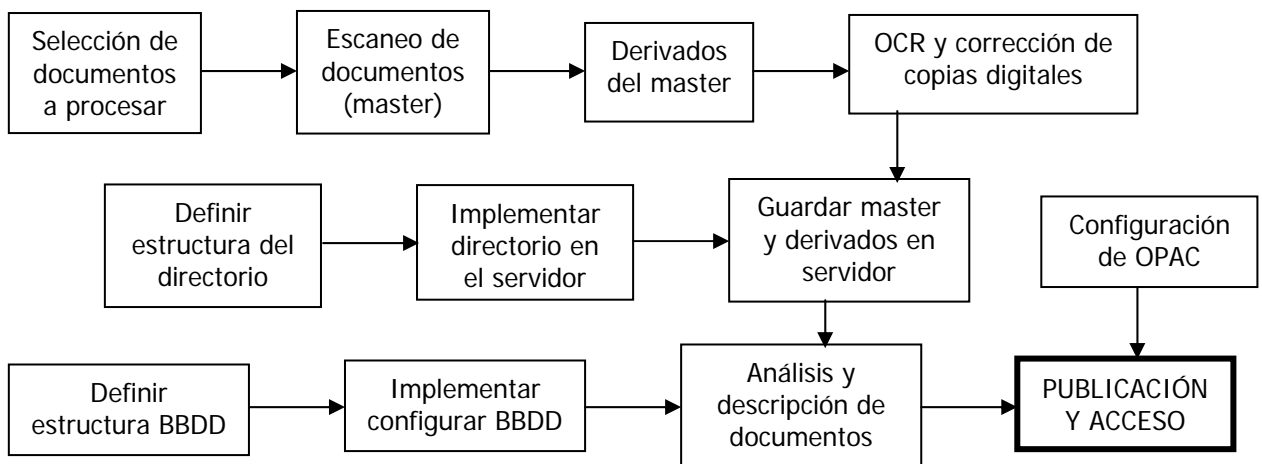 Selección de
documentos
a procesar
Escaneo de
documentos
(master)
Derivados
del master
OCR y corrección de
copias digitales
Definir
estructura del
directorio
Implementar
directorio en
el servidor
Guardar master
y derivados en
servidor
Configuración
de OPAC
Definir
estructura BBDD
Implementar
configurar BBDD
Análisis y
descripción de
documentos
PUBLICACIÓN
Y ACCESO